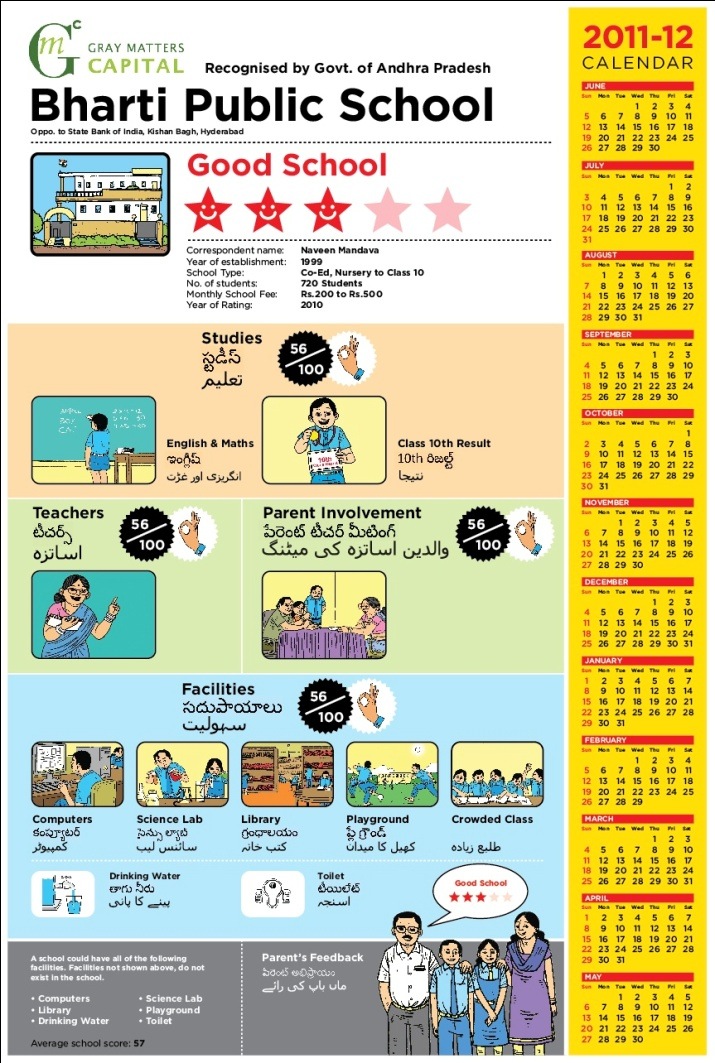 GMC
GRAY MATTERS
CAPITAL
Recognised by Govt. of Andhra Pradesh
Bharti Public School
Oppo. to State Bank of India, Kishan Bagh, Hyderabad
Good School
Correspondent name: Naveen Mandava
Year of establishment: 1999
School Type: Co-Ed, Nursery to Class 10
No. of students: 720 Students
Monthly School Fee: Rs.200 to Rs.500
Year of Rating: 2010
Studies
స్టడీస్
تعلیم
56/100
English & Maths
ఇంగ్లీష్
انگریزی اور
10th
Class 10th Result
10th రిజల్ట్
نتیجا
Teachers
టీచర్స్
اساتزہ
56/100
Parent Involvement
పేరెంట్ టీచర్ మీటింగ్
والدین اساتزہ کی میٹنگ
56/100
Facilities
సదుపాయాలు
سہولیت
56/100
Computers
కంప్యూటర్
کمپیوٹر
Science Lab
సైన్సు ల్యాబ్
سائنس لیب
Library
గ్రంధాలయం
کتب خانہ
Playground
ప్లే గ్రౌండ్
کھیل کا میدان
Crowded Class
طلبع زیادہ
Drinking Water
తాగు నీరు
پینے کا پانی
Toilet
టీయిలేట్
Good School
A school could have all of the following
facilities. Facilities not shown above, do not
exist in the school.
• Computers
• Library
• Drinking Water
• Science Lab
• Playground
• Toilet
Average school score: 57
Parent's Feedback
పేరెంట్ అభిప్రాయం
ماں باپ کی رائے
2011-12
CALENDAR
JUNE
Sun Mon Tue Wed Thu Fri Sat
1 2 3 4
5 6 7 8 9 10 11
12 13 14 15 16 17 18
19 20 21 22 23 24 25
26 27 28 29 30
JULY
Sun Mon Tue Wed Thu Fri Sat
1 2
3 4 5 6 7 8 9
10 11 12 13 14 15 16
17 18 19 20 21 22 23
24 25 26 27 28 29 30
31
AUGUST
Sun Mon Tue Wed Thu Fri Sat
1 2 3 4 5 6
7 8 9 10 11 12 13
14 15 16 17 18 19 20
21 22 23 24 25 26 27
28 29 30 31
SEPTEMBER
Sun Mon Tue Wed Thu Fri Sat
1 2 3
4 5 6 7 8 9 10
11 12 13 14 15 16 17
18 19 20 21 22 23 24
25 26 27 28 29 30
OCTOBER
Sun Mon Tue Wed Thu Fri Sat
1
2 3 4 5 6 7 8
9 10 11 12 13 14 15
16 17 18 19 20 21 22
23 24 25 26 27 28 29
30 31
NOVEMBER
Sun Mon Tue Wed Thu Fri Sat
1 2 3 4 5
6 7 8 9 10 11 12
13 14 15 16 17 18 19
20 21 22 23 24 25 26
27 28 29 30
DECEMBER
Sun Mon Tue Wed Thu Fri Sat
1 2 3
4 5 6 7 8 9 10
11 12 13 14 15 16 17
18 19 20 21 22 23 24
25 26 27 28 29 30 31
JANUARY
Sun Mon Tue Wed Thu Fri Sat
1 2 3 4 5 6 7
8 9 10 11 12 13 14
15 16 17 18 19 20 21
22 23 24 25 26 27 28
29 30 31
FEBRUARY
Sun Mon Tue Wed Thu Fri Sat
1 2 3 4
5 6 7 8 9 10 11
12 13 14 15 16 17 18
19 20 21 22 23 24 25
26 27 28 29
MARCH
Sun Mon Tue Wed Thu Fri Sat
1 2 3
4 5 6 7 8 9 10
11 12 13 14 15 16 17
18 19 20 21 22 23 24
25 26 27 28 29 30 31
APRIL
Sun Mon Tue Wed Thu Fri Sat
1 2 3 4 5 6 7
8 9 10 11 12 13 14
15 16 17 18 19 20 21
22 23 24 25 26 27 28
29 30 31
MAY
Sun Mon Tue Wed Thu Fri Sat
1 2 3 4 5
6 7 8 9 10 11 12
13 14 15 16 17 18 19
20 21 22 23 24 25 26
27 28 29 30